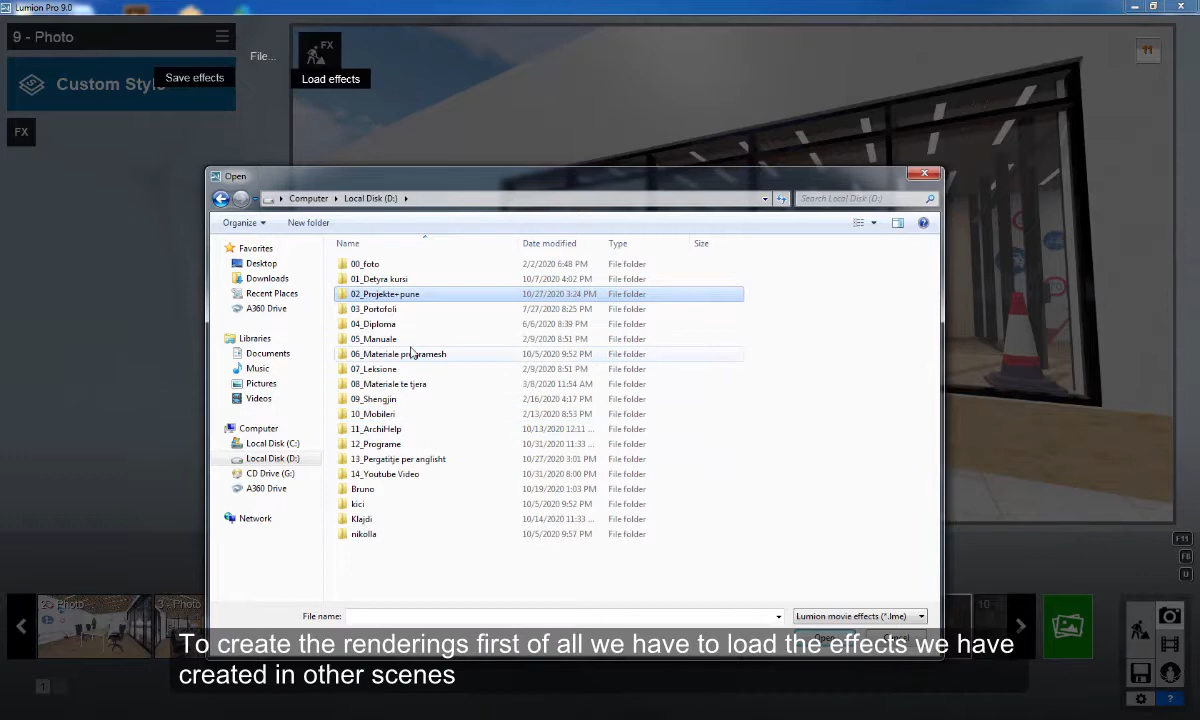 Lumion Pro 9.0
9 - Photo
File...
FX
Custom Style
Save effects
Load effects
FX
Open
Computer
Local Disk (D:)
Search Local Disk (D:)
Organize
New folder
Name
Date modified
Type
Size
Favorites
Desktop
Downloads
Recent Places
A360 Drive
Libraries
Documents
Music
Pictures
Videos
Computer
Local Disk (C:)
Local Disk (D:)
CD Drive (G:)
A360 Drive
Network
00_foto 2/2/2020 6:48 PM File folder
01_Detyra kursi 10/7/2020 4:02 PM File folder
02_Projekte+pune 10/27/2020 3:24 PM File folder
03_Portofoli 7/27/2020 8:25 PM File folder
04_Diploma 6/6/2020 8:39 PM File folder
05_Manuale 2/9/2020 8:51 PM File folder
06_Materiale programesh 10/5/2020 9:52 PM File folder
07_Leksione 2/9/2020 8:51 PM File folder
08_Materiale te tjera 3/8/2020 11:54 AM File folder
09_Shengjin 2/16/2020 4:17 PM File folder
10_Mobileri 2/13/2020 8:53 PM File folder
11_ArchiHelp 10/13/2020 12:11 ... File folder
12_Programe 10/31/2020 11:33 ... File folder
13_Pergatitje per anglisht 10/27/2020 3:01 PM File folder
14_Youtube Video 10/31/2020 8:00 PM File folder
Bruno 10/19/2020 1:03 PM File folder
kici 10/5/2020 9:52 PM File folder
Klajdi 10/14/2020 11:33 ... File folder
nikolla 10/5/2020 9:57 PM File folder
File name:
Lumion movie effects (*.lme)
Open
Cancel
F11
F8
U
2 - Photo
3 - Photo
10
1
To create the renderings first of all we have to load the effects we have
created in other scenes